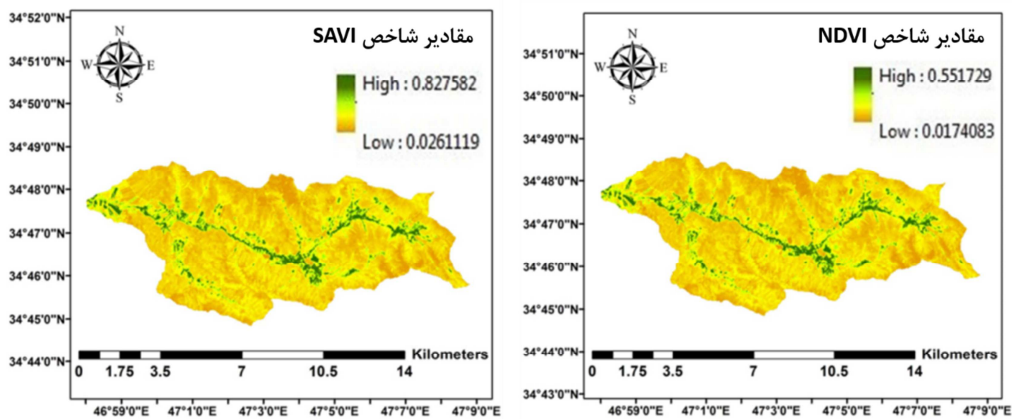 مقادیر شاخص SAVI
N
W E
S
High : 0.827582
Low : 0.0261119
34°52'0"N
34°51'0"N
34°50'0"N
34°49'0"N
34°48'0"N
34°47'0"N
34°46'0"N
34°45'0"N
34°44'0"N
Kilometers
0 1.75 3.5 7 10.5 14
46°59'0"E 47°1'0"E 47°3'0"E 47°5'0"E 47°7'0"E 47°9'0"E
مقادیر شاخص NDVI
N
W E
S
High : 0.551729
Low : 0.0174083
34°51'0"N
34°50'0"N
34°49'0"N
34°48'0"N
34°47'0"N
34°46'0"N
34°45'0"N
34°44'0"N
34°43'0"N
Kilometers
0 1.75 3.5 7 10.5 14
46°59'0"E 47°1'0"E 47°3'0"E 47°5'0"E 47°7'0"E 47°9'0"E